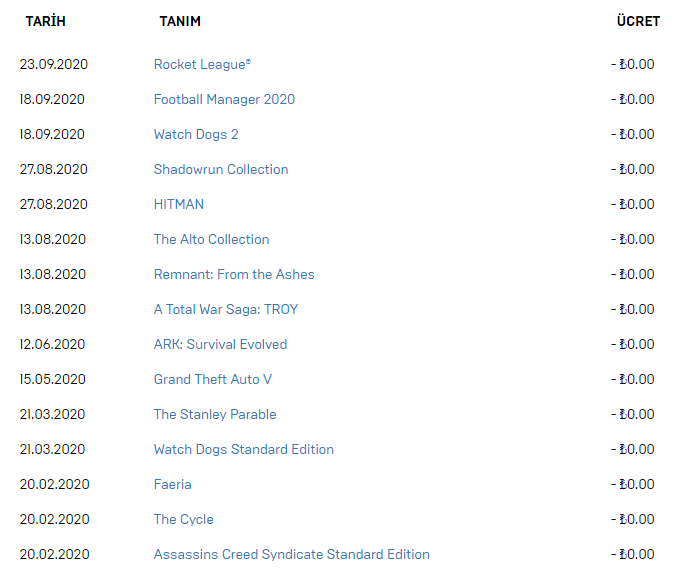 TARİH TANIM ÜCRET
23.09.2020 Rocket League® - ₺0.00
18.09.2020 Football Manager 2020 - ₺0.00
18.09.2020 Watch Dogs 2 - ₺0.00
27.08.2020 Shadowrun Collection - ₺0.00
27.08.2020 HITMAN - ₺0.00
13.08.2020 The Alto Collection - ₺0.00
13.08.2020 Remnant: From the Ashes - ₺0.00
13.08.2020 A Total War Saga: TROY - ₺0.00
12.06.2020 ARK: Survival Evolved - ₺0.00
15.05.2020 Grand Theft Auto V - ₺0.00
21.03.2020 The Stanley Parable - ₺0.00
21.03.2020 Watch Dogs Standard Edition - ₺0.00
20.02.2020 Faeria - ₺0.00
20.02.2020 The Cycle - ₺0.00
20.02.2020 Assassins Creed Syndicate Standard Edition - ₺0.00